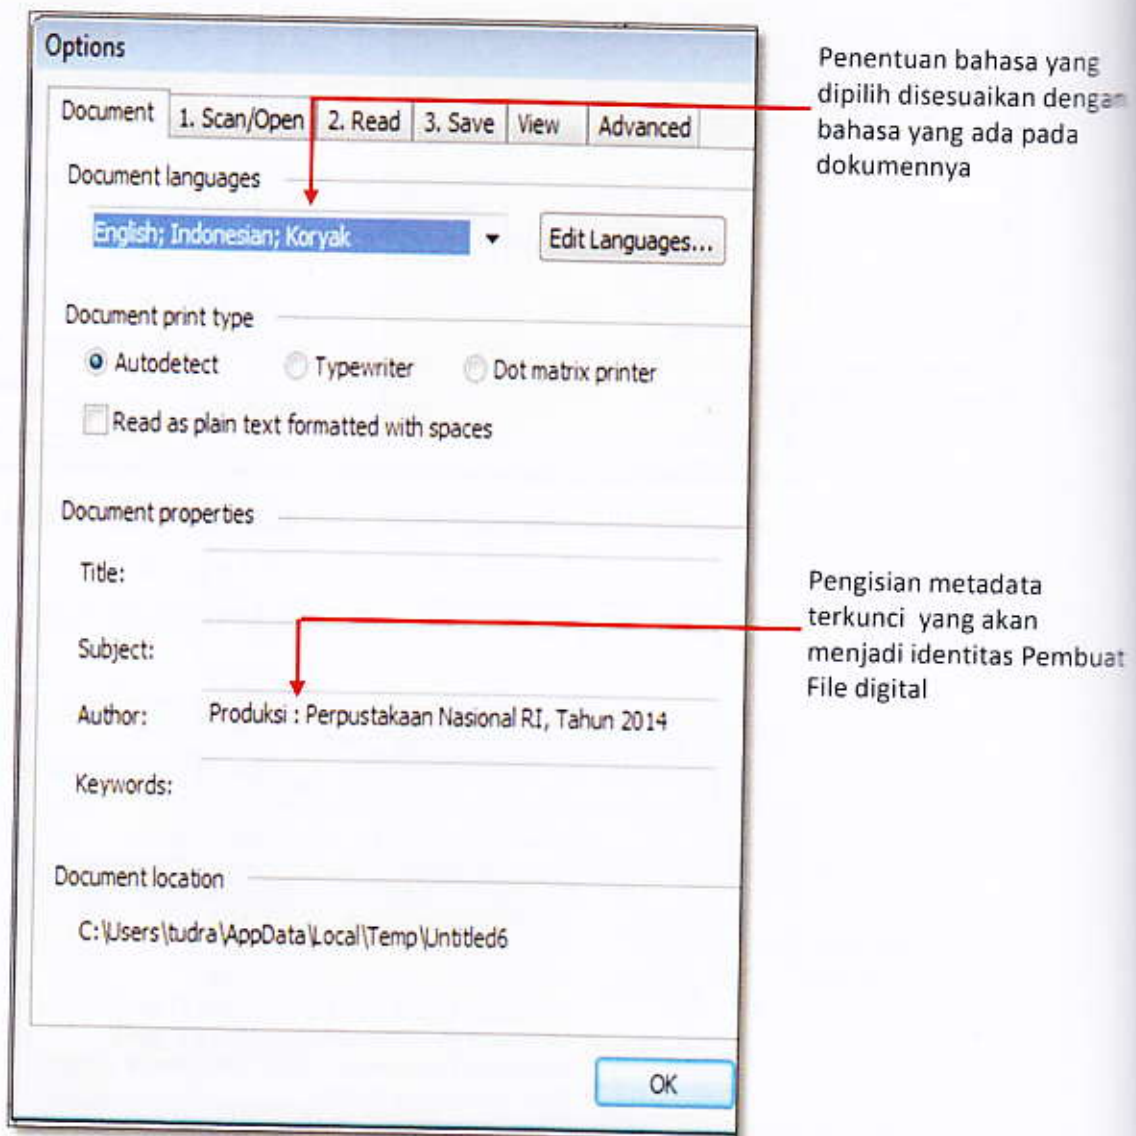 Options
Document 1. Scan/Open 2. Read 3. Save View Advanced
Document languages
English; Indonesian; Koryak Edit Languages...
Document print type
Autodetect Typewriter Dot matrix printer
Read as plain text formatted with spaces
Document properties
Title:
Subject:
Author: Produksi : Perpustakaan Nasional RI, Tahun 2014
Keywords:
Document location
C:\Users\tudra\AppData\Local\Temp\Untitled6
OK
Penentuan bahasa yang
dipilih disesuaikan dengan
bahasa yang ada pada
dokumennya
Pengisian metadata
terkunci yang akan
menjadi identitas Pembuat
File digital